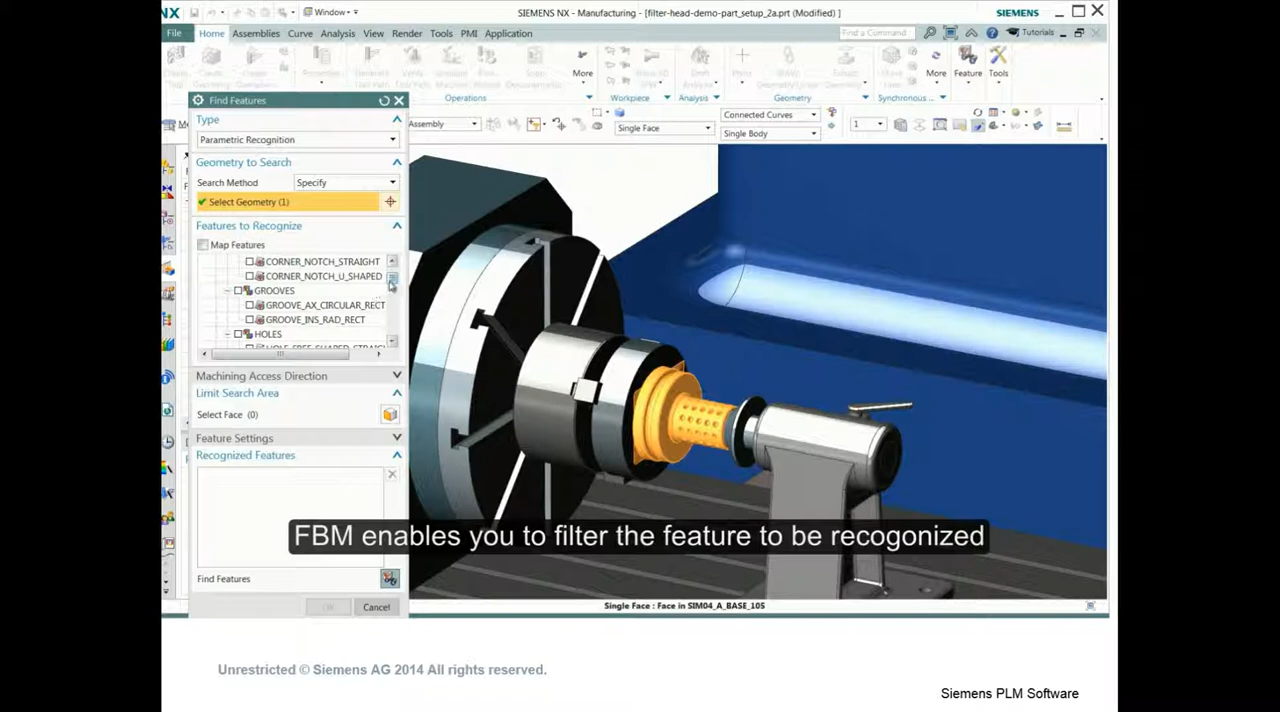 NX
Window
SIEMENS NX - Manufacturing - [filter-head-demo-part_setup_2a.prt (Modified) ]
SIEMENS
File Home Assemblies Curve Analysis View Render Tools PMI Application
Find a Command
Tutorials
More
More
Feature
Tools
Operations
Workpiece
Analysis
Geometry
Synchronous ...
Assembly
Single Face
Connected Curves
Single Body
1
Find Features
Type
Parametric Recognition
Geometry to Search
Search Method Specify
Select Geometry (1)
Features to Recognize
Map Features
CORNER_NOTCH_STRAIGHT
CORNER_NOTCH_U_SHAPED
GROOVES
GROOVE_AX_CIRCULAR_RECT
GROOVE_INS_RAD_RECT
HOLES
Machining Access Direction
Limit Search Area
Select Face (0)
Feature Settings
Recognized Features
FBM enables you to filter the feature to be recogonized
Find Features
OK Cancel
Single Face : Face in SIM04_A_BASE_105
Unrestricted © Siemens AG 2014 All rights reserved.
Siemens PLM Software